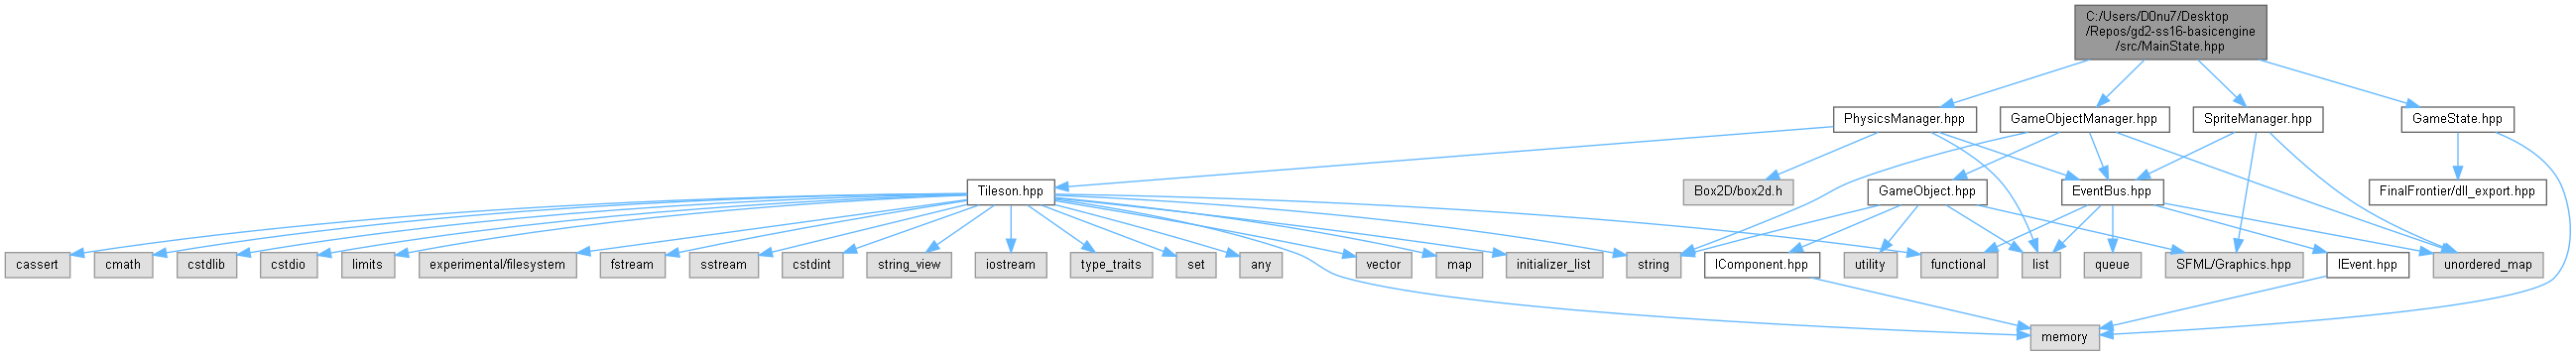 C:/Users/D0nu7/Desktop
/Repos/gd2-ss16-basicengine
/src/MainState.hpp
PhysicsManager.hpp
GameObjectManager.hpp
SpriteManager.hpp
GameState.hpp
Tileson.hpp
Box2D/box2d.h
GameObject.hpp
EventBus.hpp
FinalFrontier/dll_export.hpp
cassert
cmath
cstdlib
cstdio
limits
experimental/filesystem
fstream
sstream
cstdint
string_view
iostream
type_traits
set
any
vector
map
initializer_list
string
IComponent.hpp
utility
functional
list
queue
SFML/Graphics.hpp
IEvent.hpp
unordered_map
memory